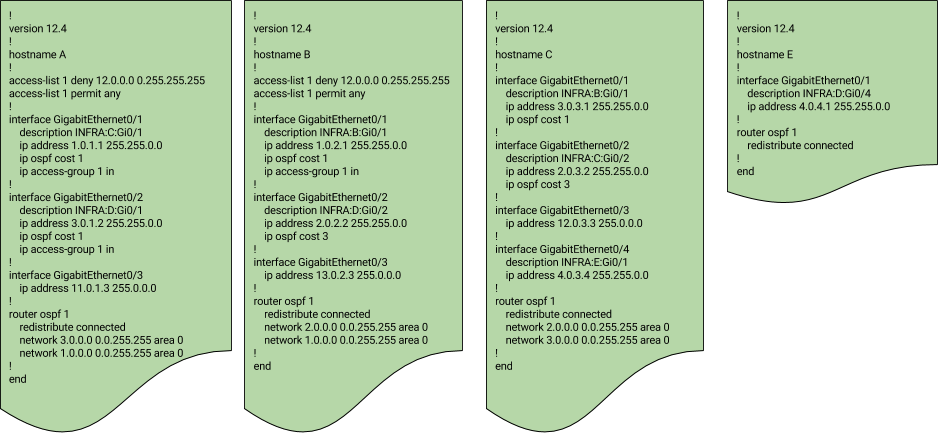 !
version 12.4
!
hostname A
!
access-list 1 deny 12.0.0.0 0.255.255.255
access-list 1 permit any
!
interface GigabitEthernet0/1
description INFRA:C:Gi0/1
ip address 1.0.1.1 255.255.0.0
ip ospf cost 1
ip access-group 1 in
!
interface GigabitEthernet0/2
description INFRA:D:Gi0/1
ip address 3.0.1.2 255.255.0.0
ip ospf cost 1
ip access-group 1 in
!
interface GigabitEthernet0/3
ip address 11.0.1.3 255.0.0.0
!
router ospf 1
redistribute connected
network 3.0.0.0 0.0.255.255 area 0
network 1.0.0.0 0.0.255.255 area 0
!
end
!
version 12.4
!
hostname B
!
access-list 1 deny 12.0.0.0 0.255.255.255
access-list 1 permit any
!
interface GigabitEthernet0/1
description INFRA:B:Gi0/1
ip address 1.0.2.1 255.255.0.0
ip ospf cost 1
ip access-group 1 in
!
interface GigabitEthernet0/2
description INFRA:D:Gi0/2
ip address 2.0.2.2 255.255.0.0
ip ospf cost 3
!
interface GigabitEthernet0/3
ip address 13.0.2.3 255.0.0.0
!
router ospf 1
redistribute connected
network 2.0.0.0 0.0.255.255 area 0
network 1.0.0.0 0.0.255.255 area 0
!
end
!
version 12.4
!
hostname C
!
interface GigabitEthernet0/1
description INFRA:B:Gi0/1
ip address 3.0.3.1 255.255.0.0
ip ospf cost 1
!
interface GigabitEthernet0/2
description INFRA:C:Gi0/2
ip address 2.0.3.2 255.255.0.0
ip ospf cost 3
!
interface GigabitEthernet0/3
ip address 12.0.3.3 255.0.0.0
!
interface GigabitEthernet0/4
description INFRA:E:Gi0/1
ip address 4.0.3.4 255.255.0.0
!
router ospf 1
redistribute connected
network 2.0.0.0 0.0.255.255 area 0
network 3.0.0.0 0.0.255.255 area 0
!
end
!
version 12.4
!
hostname E
!
interface GigabitEthernet0/1
description INFRA:D:Gi0/4
ip address 4.0.4.1 255.255.0.0
!
router ospf 1
redistribute connected
!
end